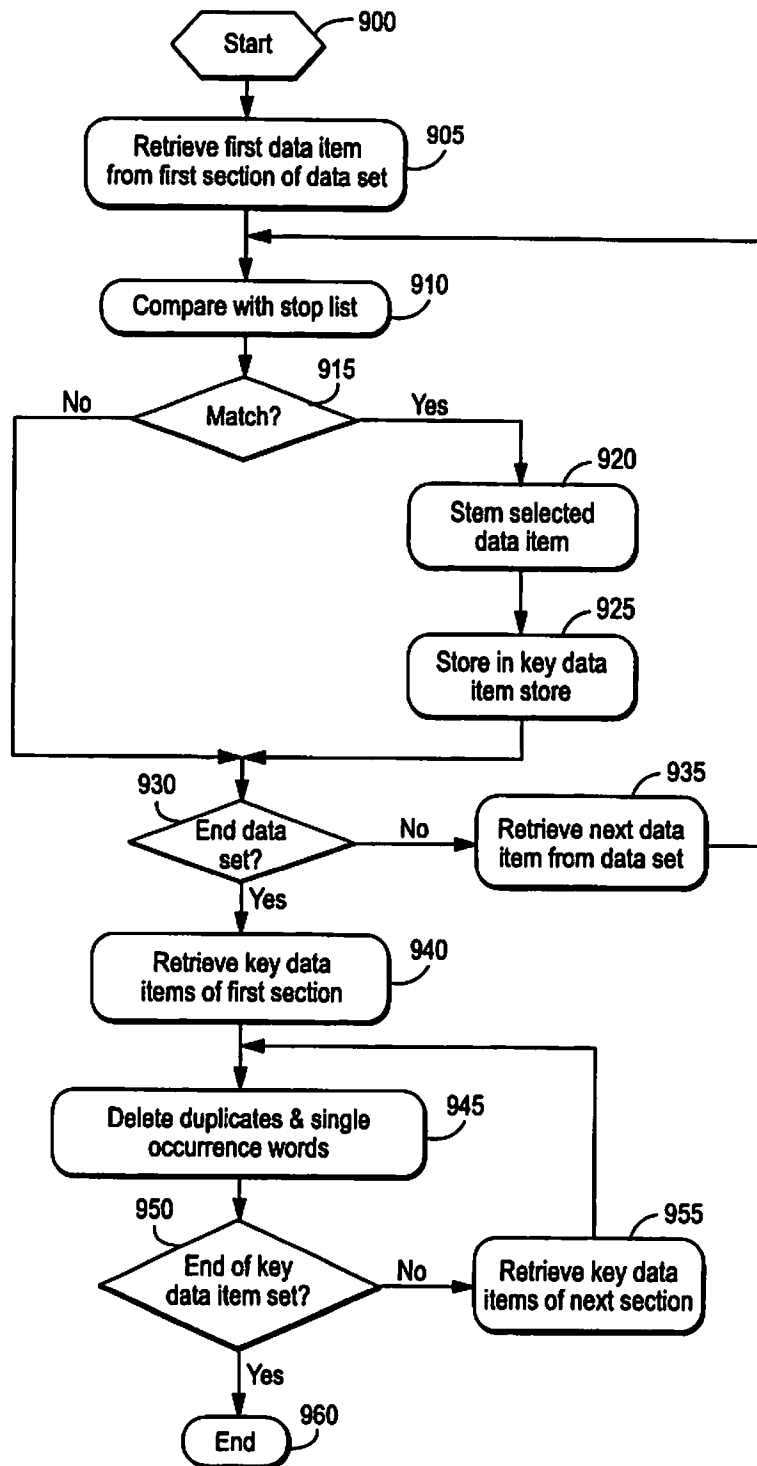 900
Start
905
Retrieve first data item
from first section of data set
910
Compare with stop list
915
No
Match?
Yes
920
Stem selected
data item
925
Store in key data
item store
930
935
End data
set?
No
Retrieve next data
item from data set
Yes
940
Retrieve key data
items of first section
Delete duplicates & single
occurrence words
945
950
955
End of key
data item set?
No
Retrieve key data
items of next section
Yes
960
End